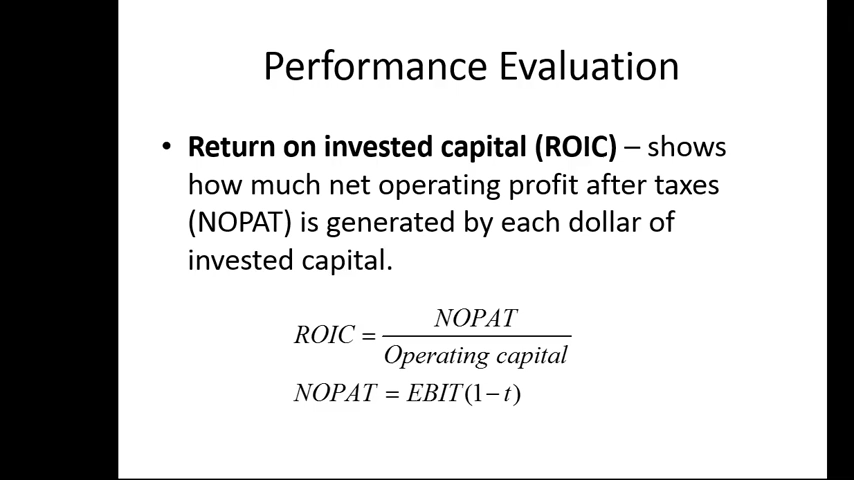 Performance Evaluation
• Return on invested capital (ROIC) – shows
how much net operating profit after taxes
(NOPAT) is generated by each dollar of
invested capital.
ROIC = NOPAT / Operating capital
NOPAT = EBIT(1− t)